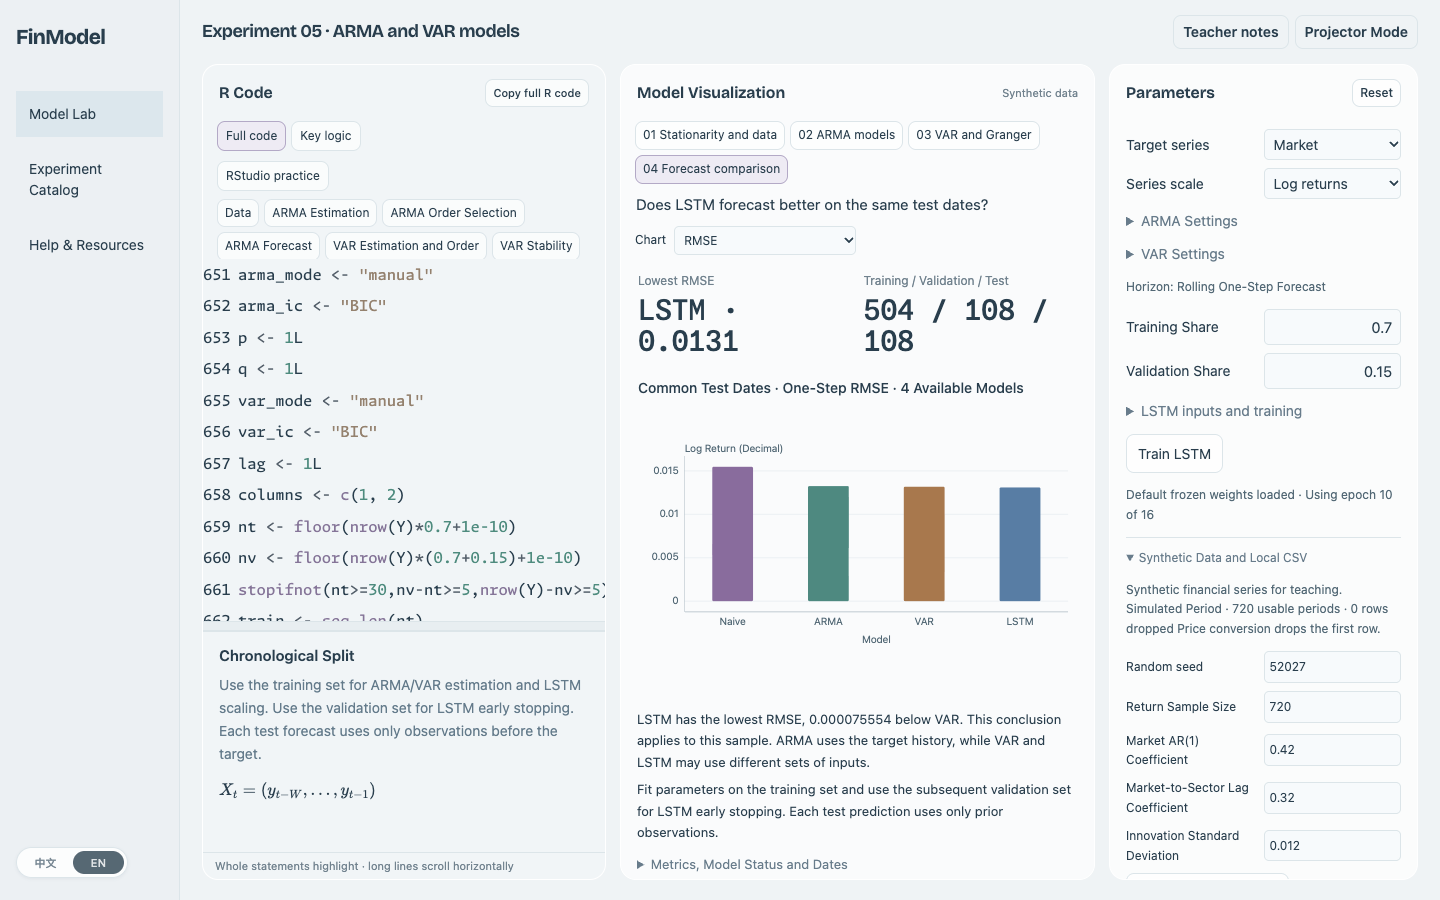 FinModel
Model Lab
Experiment
Catalog
Help & Resources
中文
EN
Experiment 05 · ARMA and VAR models
Teacher notes
Projector Mode
R Code
Copy full R code
Full code
Key logic
RStudio practice
Data
ARMA Estimation
ARMA Order Selection
ARMA Forecast
VAR Estimation and Order
VAR Stability
651 arma_mode <- "manual"
652 arma_ic <- "BIC"
653 p <- 1L
654 q <- 1L
655 var_mode <- "manual"
656 var_ic <- "BIC"
657 lag <- 1L
658 columns <- c(1, 2)
659 nt <- floor(nrow(Y)*0.7+1e-10)
660 nv <- floor(nrow(Y)*(0.7+0.15)+1e-10)
661 stopifnot(nt>=30,nv-nt>=5,nrow(Y)-nv>=5)
662 train <- seq_len(nt)
Chronological Split
Use the training set for ARMA/VAR estimation and LSTM
scaling. Use the validation set for LSTM early stopping.
Each test forecast uses only observations before the
target.
X_t = (y_{t−W}, . . . , y_{t−1})
Whole statements highlight · long lines scroll horizontally
Model Visualization
Synthetic data
01 Stationarity and data
02 ARMA models
03 VAR and Granger
04 Forecast comparison
Does LSTM forecast better on the same test dates?
Chart
RMSE
Lowest RMSE
LSTM ·
0.0131
Training / Validation / Test
504 / 108 /
108
Common Test Dates · One-Step RMSE · 4 Available Models
Log Return (Decimal)
0.015
0.01
0.005
0
Naive
ARMA
VAR
LSTM
Model
LSTM has the lowest RMSE, 0.000075554 below VAR. This conclusion
applies to this sample. ARMA uses the target history, while VAR and
LSTM may use different sets of inputs.
Fit parameters on the training set and use the subsequent validation set
for LSTM early stopping. Each test prediction uses only prior
observations.
Metrics, Model Status and Dates
Parameters
Reset
Target series
Market
Series scale
Log returns
ARMA Settings
VAR Settings
Horizon: Rolling One-Step Forecast
Training Share
0.7
Validation Share
0.15
LSTM inputs and training
Train LSTM
Default frozen weights loaded · Using epoch 10
of 16
Synthetic Data and Local CSV
Synthetic financial series for teaching.
Simulated Period · 720 usable periods · 0 rows
dropped Price conversion drops the first row.
Random seed
52027
Return Sample Size
720
Market AR(1)
Coefficient
0.42
Market-to-Sector Lag
Coefficient
0.32
Innovation Standard
Deviation
0.012